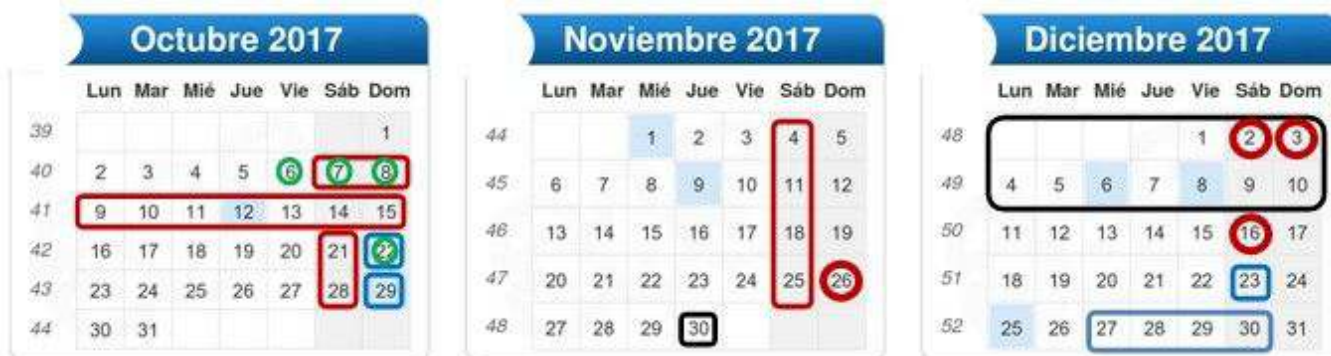 Octubre 2017
Lun Mar Mié Jue Vie Sáb Dom
39 1
40 2 3 4 5 6 7 8
41 9 10 11 12 13 14 15
42 16 17 18 19 20 21 22
43 23 24 25 26 27 28 29
44 30 31
Noviembre 2017
Lun Mar Mié Jue Vie Sáb Dom
44 1 2 3 4 5
45 6 7 8 9 10 11 12
46 13 14 15 16 17 18 19
47 20 21 22 23 24 25 26
48 27 28 29 30
Diciembre 2017
Lun Mar Mié Jue Vie Sáb Dom
48 1 2 3
49 4 5 6 7 8 9 10
50 11 12 13 14 15 16 17
51 18 19 20 21 22 23 24
52 25 26 27 28 29 30 31